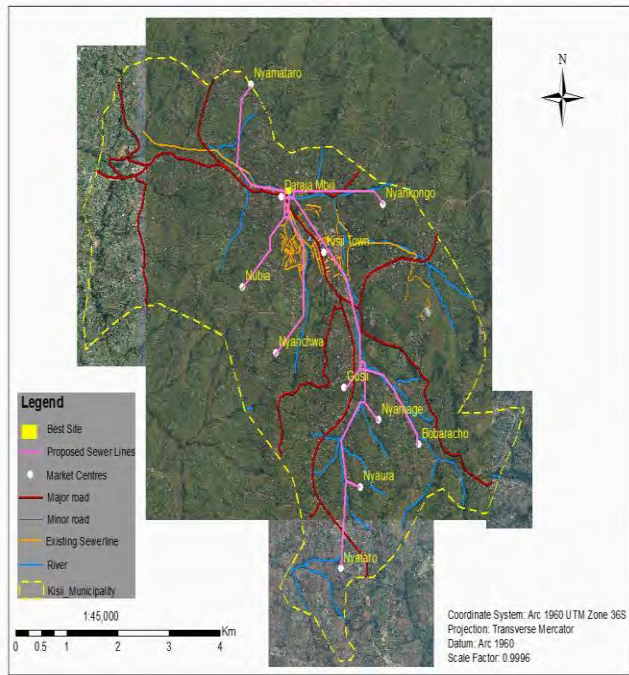 Nyamataro
N
Daraja Mbili
Nyankongo
Kisii Town
Nubia
Nyanchwa
Gusii
Nyamage
Bobaracho
Nyaura
Nyataro
Legend
Best Site
Proposed Sewer Lines
Market Centres
Major road
Minor road
Existing Sewerline
River
Kisii_Municipality
1:45,000
Km
0 0.5 1 2 3 4
Coordinate System: Arc 1960 UTM Zone 36S
Projection: Transverse Mercator
Datum: Arc 1960
Scale Factor: 0.9996